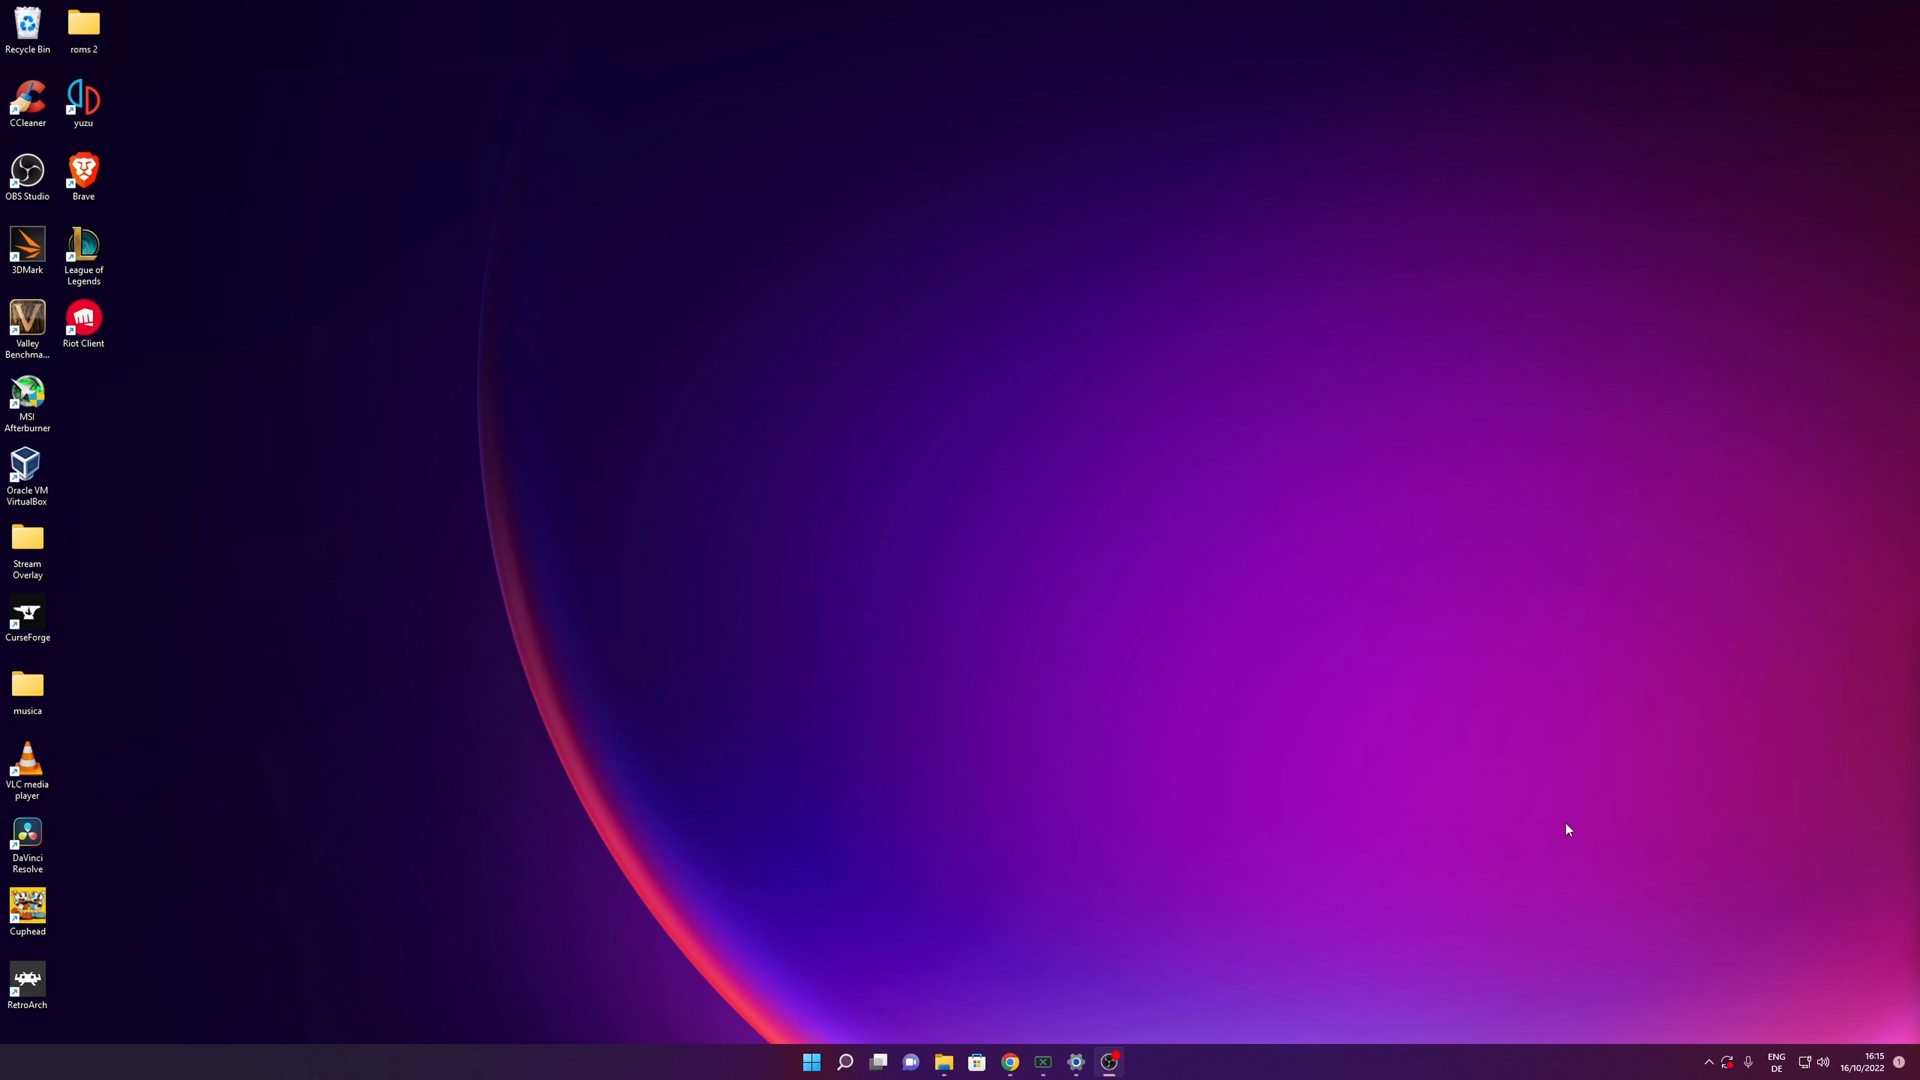 Recycle Bin
roms 2
CCleaner
yuzu
OBS Studio
Brave
3DMark
League of
Legends
Valley
Benchma...
Riot Client
MSI
Afterburner
Oracle VM
VirtualBox
Stream
Overlay
CurseForge
musica
VLC media
player
DaVinci
Resolve
Cuphead
RetroArch
ENG
DE
16:15
16/10/2022
1